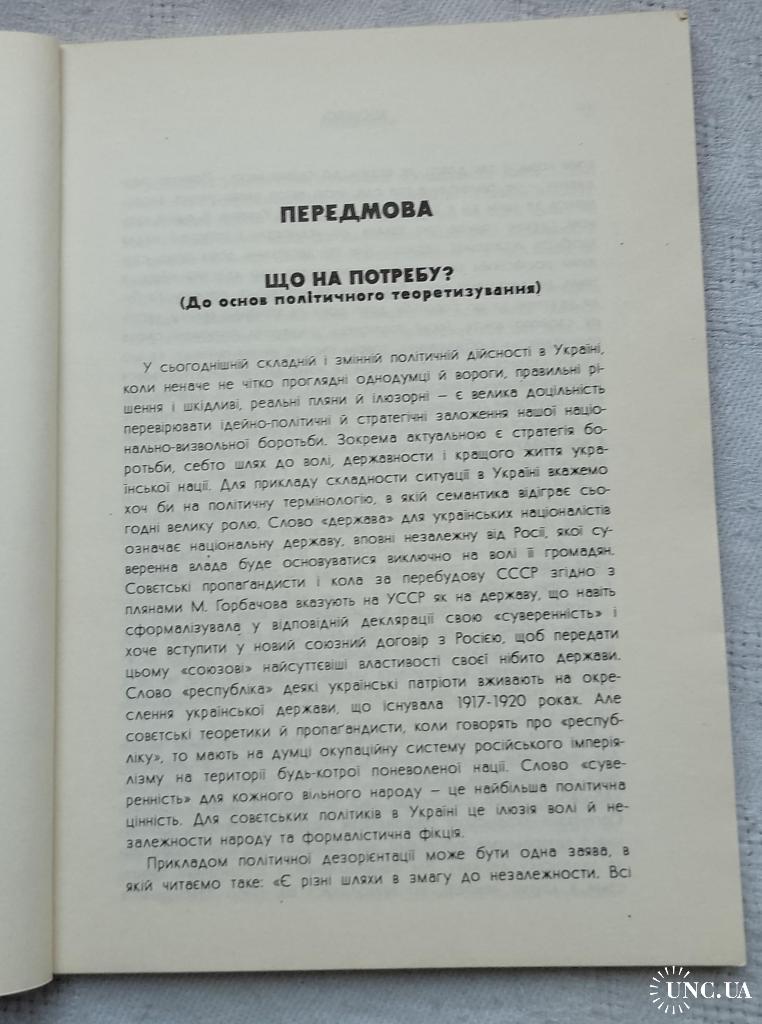 ПЕРЕДМОВА
ЩО НА ПОТРЕБУ?
(До основ політичного теоретизування)
У сьогоднішній складній і змінній політичній дійсності в Україні,
коли неначе не чітко проглядні однодумці й вороги, правильні рі-
шення і шкідливі, реальні пляни й ілюзорні – є велика доцільність
перевірювати ідейно-політичні й стратегічні заложення нашої націо-
нально-визвольної боротьби. Зокрема актуальною є стратегія бо-
ротьби, себто шлях до волі, державности і кращого життя укра-
їнської нації. Для прикладу складности ситуації в Україні вкажемо
хоч би на політичну термінологію, в якій семантика відіграє сьо-
годні велику ролю. Слово «держава» для українських націоналістів
означає національну державу, вповні незалежну від Росії, якої су-
веренна влада буде основуватися виключно на волі її громадян.
Совєтські пропаґандисти і кола за перебудову СССР згідно з
плянами М. Горбачова вказують на УССР як на державу, що навіть
сформалізувала у відповідній деклярації свою «суверенність» і
хоче вступити у новий союзний договір з Росією, щоб передати
цьому «союзові» найсуттєвіші властивості своєї нібито держави.
Слово «республіка» деякі українські патріоти вживають на окре-
слення української держави, що існувала 1917-1920 роках. Але
совєтські теоретики й пропаґандисти, коли говорять про «респуб-
ліку», то мають на думці окупаційну систему російського імперія-
лізму на території будь-котрої поневоленої нації. Слово «суве-
ренність» для кожного вільного народу – це найбільша політична
цінність. Для совєтських політиків в Україні це ілюзія волі й не-
залежности народу та формалістична фікція.
Прикладом політичної дезорієнтації може бути одна заява, в
якій читаємо таке: «Є різні шляхи в змагу до незалежности. Всі
UNC.UA